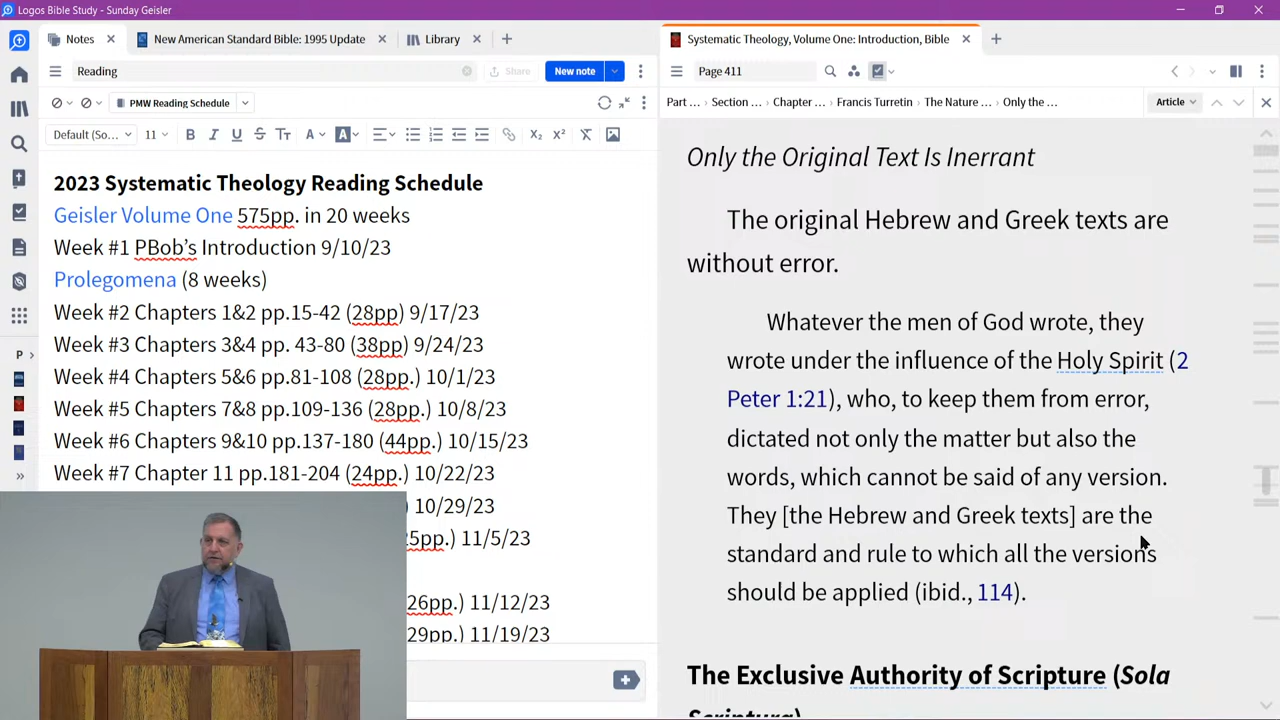 Logos Bible Study - Sunday Geisler
Notes
New American Standard Bible: 1995 Update
Library
Systematic Theology, Volume One: Introduction, Bible
Reading
Share
New note
Page 411
PMW Reading Schedule
Part ... › Section ... › Chapter ... › Francis Turretin › The Nature ... › Only the ...
Article
Default (So...
11
2023 Systematic Theology Reading Schedule
Geisler Volume One 575pp. in 20 weeks
Week #1 PBob’s Introduction 9/10/23
Prolegomena (8 weeks)
Week #2 Chapters 1&2 pp.15-42 (28pp) 9/17/23
Week #3 Chapters 3&4 pp. 43-80 (38pp) 9/24/23
Week #4 Chapters 5&6 pp.81-108 (28pp.) 10/1/23
Week #5 Chapters 7&8 pp.109-136 (28pp.) 10/8/23
Week #6 Chapters 9&10 pp.137-180 (44pp.) 10/15/23
Week #7 Chapter 11 pp.181-204 (24pp.) 10/22/23
) 10/29/23
5pp.) 11/5/23
26pp.) 11/12/23
29pp.) 11/19/23
P
Only the Original Text Is Inerrant
The original Hebrew and Greek texts are
without error.
Whatever the men of God wrote, they
wrote under the influence of the Holy Spirit (2
Peter 1:21), who, to keep them from error,
dictated not only the matter but also the
words, which cannot be said of any version.
They [the Hebrew and Greek texts] are the
standard and rule to which all the versions
should be applied (ibid., 114).
The Exclusive Authority of Scripture (Sola
Scriptura)